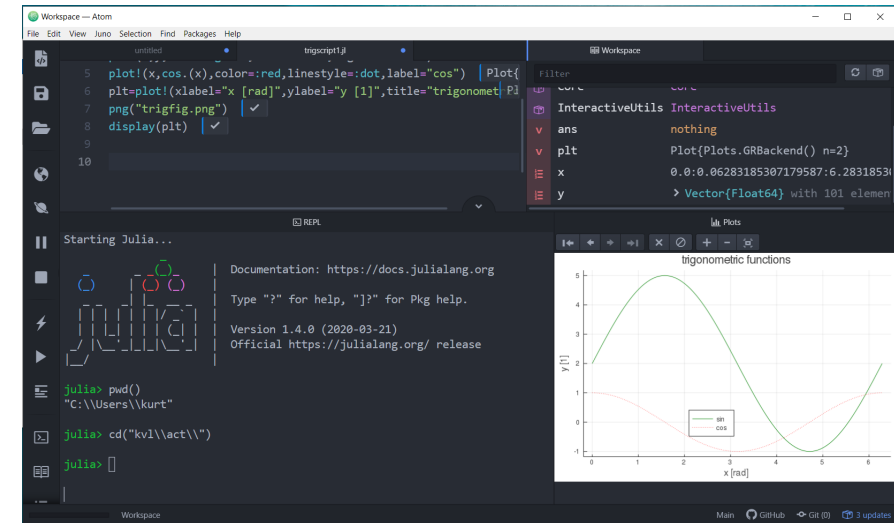 Workspace — Atom
File Edit View Juno Selection Find Packages Help
untitled
trigscript1.jl
Workspace
5 plot!(x,cos.(x),color=:red,linestyle=:dot,label="cos") Plot{
6 plt=plot!(xlabel="x [rad]",ylabel="y [1]",title="trigonomet Pl
7 png("trigfig.png")
8 display(plt)
9
10
Filter
InteractiveUtils InteractiveUtils
v ans nothing
v plt Plot{Plots.GRBackend() n=2}
x 0.0:0.06283185307179587:6.2831853
y > Vector{Float64} with 101 elemen
REPL
Starting Julia...
Documentation: https://docs.julialang.org
Type "?" for help, "]?" for Pkg help.
Version 1.4.0 (2020-03-21)
Official https://julialang.org/ release
julia> pwd()
"C:\\Users\\kurt"
julia> cd("kvl\\act\\")
julia>
Plots
trigonometric functions
5
4
3
2
1
0
-1
y [1]
sin
cos
0 1 2 3 4 5 6
x [rad]
Workspace
Main GitHub Git (0) 3 updates